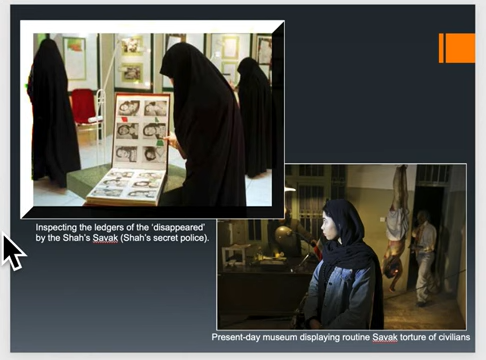 Inspecting the ledgers of the 'disappeared'
by the Shah's Savak (Shah's secret police).
Present-day museum displaying routine Savak torture of civilians